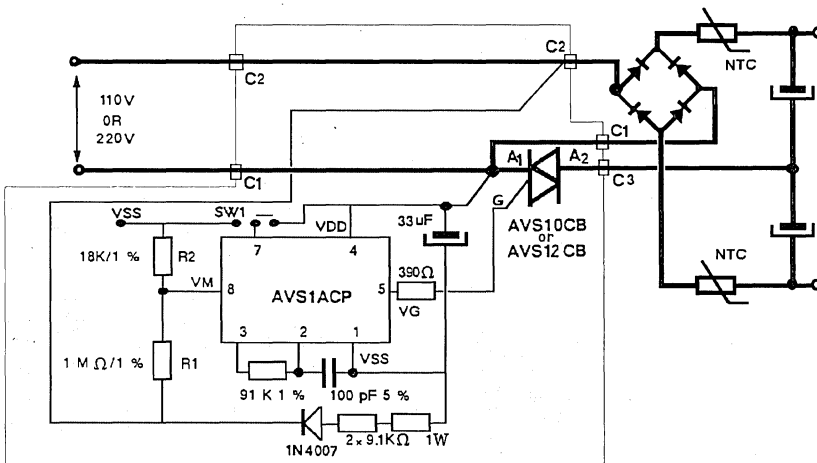 C2
C2
NTC
110V
OR
220V
C1
C1
A1
A2
C3
G
VSS
SW1
VDD
33uF
AVS10CB
or
AVS12CB
7
4
18K/1 %
R2
390Ω
NTC
VM
8
AVS1ACP
5
VG
3
2
1
VSS
1 M Ω/1 %
R1
91 K 1 %
100 pF 5 %
1N4007
2 x 9.1KΩ
1W